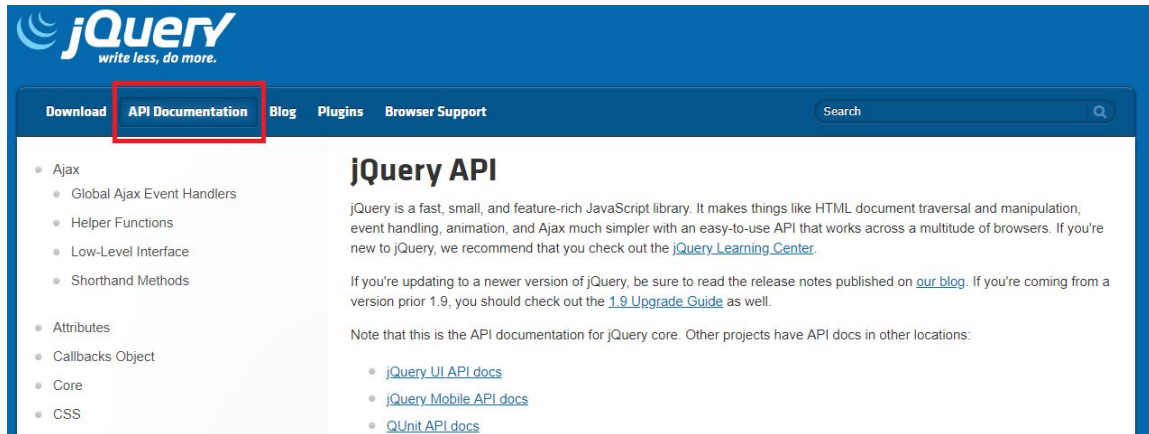 jQuery
write less, do more.
Download API Documentation Blog Plugins Browser Support Search
Ajax
Global Ajax Event Handlers
Helper Functions
Low-Level Interface
Shorthand Methods
Attributes
Callbacks Object
Core
CSS
jQuery API
jQuery is a fast, small, and feature-rich JavaScript library. It makes things like HTML document traversal and manipulation,
event handling, animation, and Ajax much simpler with an easy-to-use API that works across a multitude of browsers. If you're
new to jQuery, we recommend that you check out the jQuery Learning Center.
If you're updating to a newer version of jQuery, be sure to read the release notes published on our blog. If you're coming from a
version prior 1.9, you should check out the 1.9 Upgrade Guide as well.
Note that this is the API documentation for jQuery core. Other projects have API docs in other locations:
jQuery UI API docs
jQuery Mobile API docs
QUnit API docs